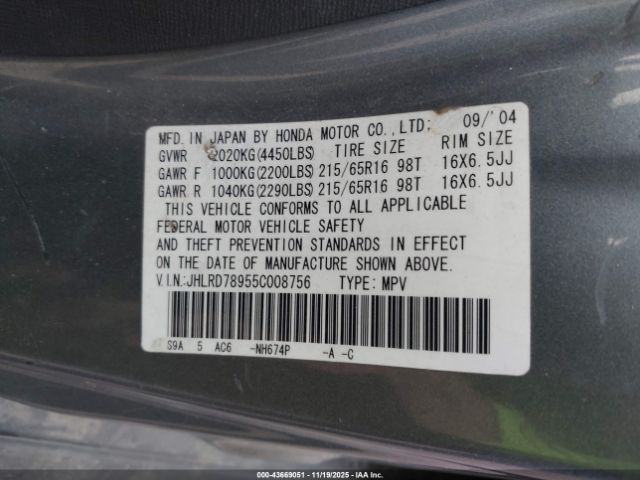 MFD. IN JAPAN BY HONDA MOTOR CO.,LTD: 09/'04
GVWR 2020KG(4450LBS) TIRE SIZE RIM SIZE
GAWR F 1000KG(2200LBS) 215/65R16 98T 16X6.5JJ
GAWR R 1040KG(2290LBS) 215/65R16 98T 16X6.5JJ
THIS VEHICLE CONFORMS TO ALL APPLICABLE
FEDERAL MOTOR VEHICLE SAFETY
AND THEFT PREVENTION STANDARDS IN EFFECT
ON THE DATE OF MANUFACTURE SHOWN ABOVE.
V.I.N.:JHLRD78955C008756 TYPE: MPV
S9A 5 AC6 -NH674P -A -C
000-43669051 - 11/19/2025 - IAA